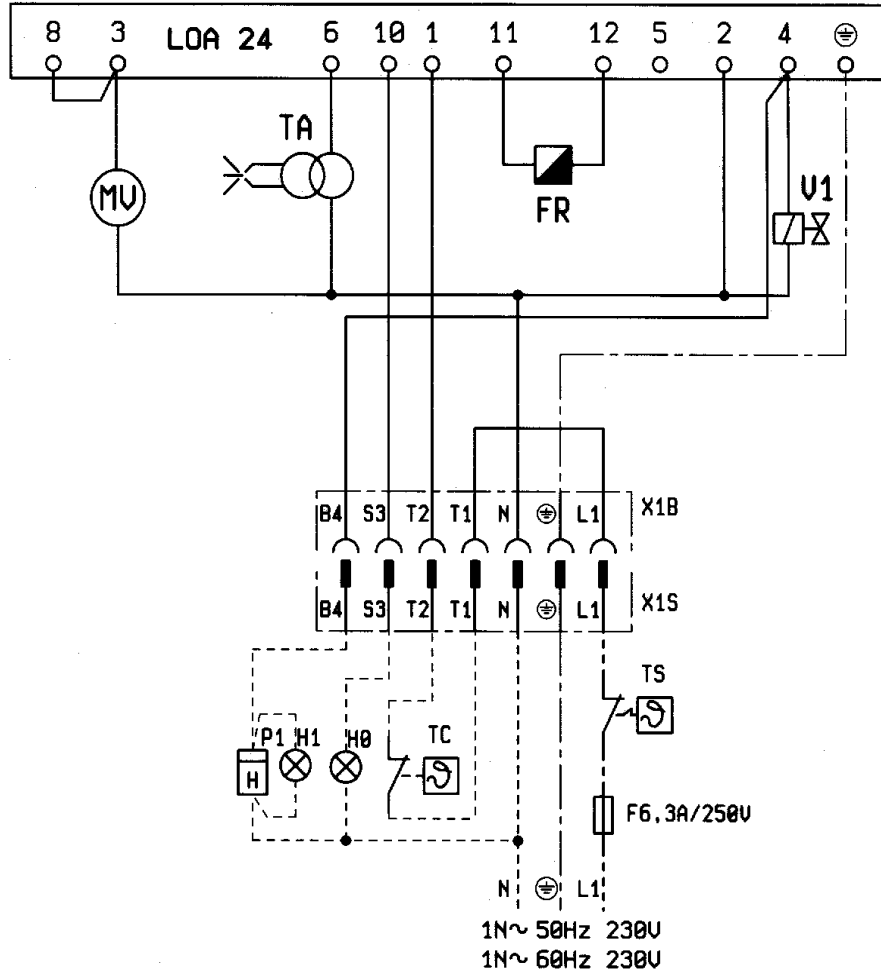 8 3 LOA 24 6 10 1 11 12 5 2 4
TA
MV
FR
V1
B4 S3 T2 T1 N L1 X1B
B4 S3 T2 T1 N L1 X1S
TS
P1 H1 H0 TC
H
F6,3A/250V
N L1
1N~ 50Hz 230V
1N~ 60Hz 230V